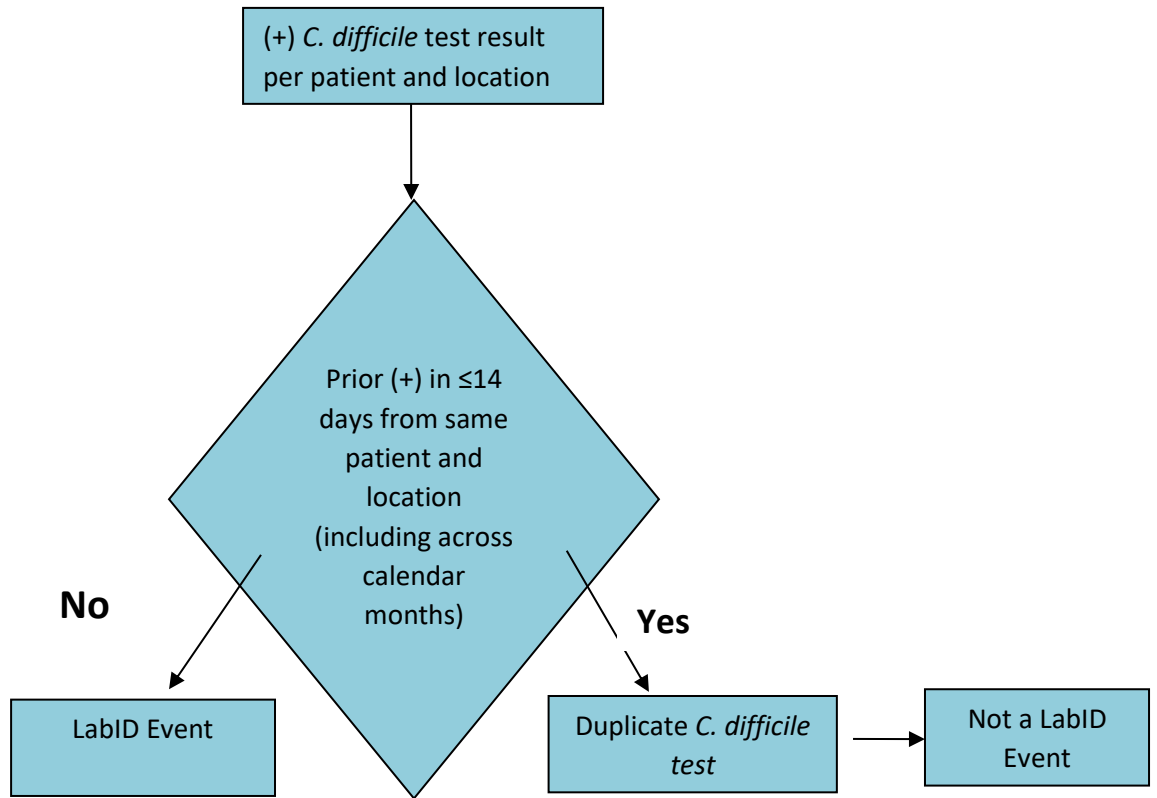 (+) C. difficile test result
per patient and location
Prior (+) in ≤14
days from same
patient and
location
(including across
calendar
months)
No
Yes
LabID Event
Duplicate C. difficile
test
Not a LabID
Event